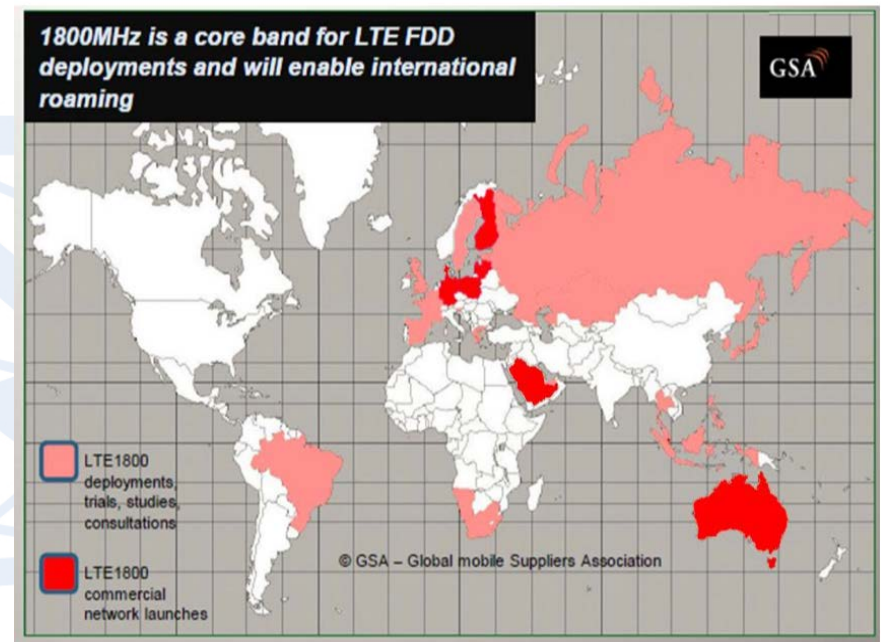 1800MHz is a core band for LTE FDD
deployments and will enable international
roaming
GSA
LTE1800
deployments,
trials, studies,
consultations
© GSA – Global mobile Suppliers Association
LTE1800
commercial
network launches